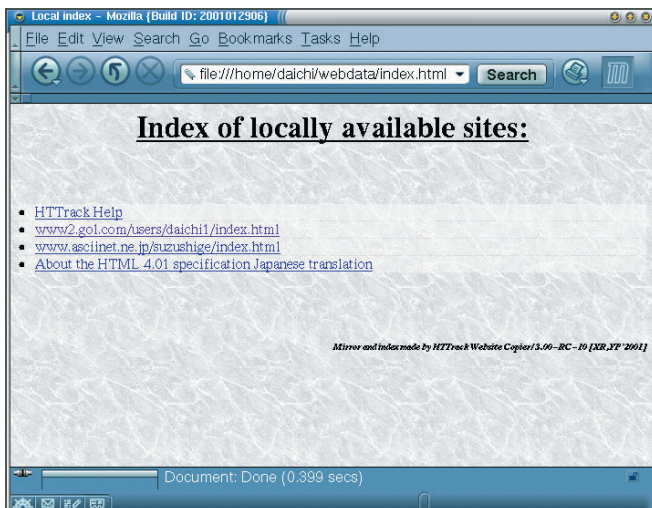 Local index - Mozilla {Build ID: 2001012906}
File Edit View Search Go Bookmarks Tasks Help
file:///home/daichi/webdata/index.html Search
Index of locally available sites:
HTTrack Help
www2.gol.com/users/daichi1/index.html
www.asciinet.ne.jp/suzushige/index.html
About the HTML 4.01 specification Japanese translation
Mirror and index made by HTTrack Website Copier/3.00-RC-10 [XR,YP'2001]
Document: Done (0.399 secs)